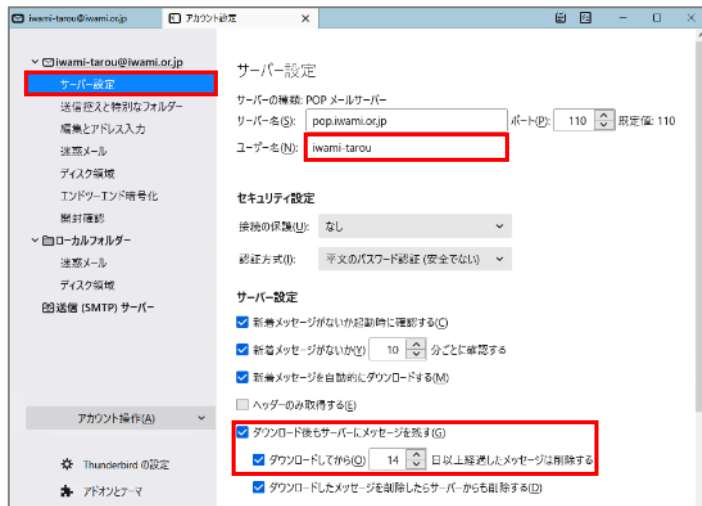 iwami-tarou@iwami.or.jp
アカウント設定
iwami-tarou@iwami.or.jp
サーバー設定
送信控えと特別なフォルダー
編集とアドレス入力
迷惑メール
ディスク領域
エンドツーエンド暗号化
開封確認
ローカルフォルダー
迷惑メール
ディスク領域
送信 (SMTP) サーバー
アカウント操作(A)
Thunderbird の設定
アドオンとテーマ
サーバー設定
サーバーの種類: POP メールサーバー
サーバー名(S): pop.iwami.or.jp ポート(P): 110 既定値: 110
ユーザー名(N): iwami-tarou
セキュリティ設定
接続の保護(U): なし
認証方式(I): 平文のパスワード認証 (安全でない)
サーバー設定
新着メッセージがないか起動時に確認する(C)
新着メッセージがないか(Y) 10 分ごとに確認する
新着メッセージを自動的にダウンロードする(M)
ヘッダーのみ取得する(E)
ダウンロード後もサーバーにメッセージを残す(G)
ダウンロードしてから(O) 14 日以上経過したメッセージは削除する
ダウンロードしたメッセージを削除したらサーバーからも削除する(D)